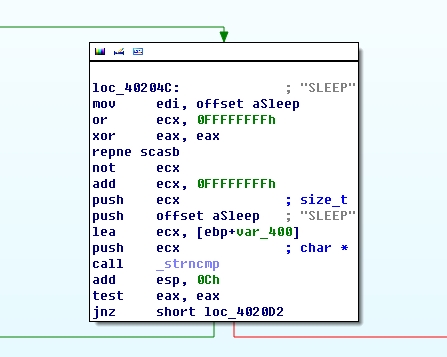 loc_40204C: ; "SLEEP"
mov edi, offset aSleep
or ecx, 0FFFFFFFFh
xor eax, eax
repne scasb
not ecx
add ecx, 0FFFFFFFFh
push ecx ; size_t
push offset aSleep ; "SLEEP"
lea ecx, [ebp+var_400]
push ecx ; char *
call _strncmp
add esp, 0Ch
test eax, eax
jnz short loc_4020D2